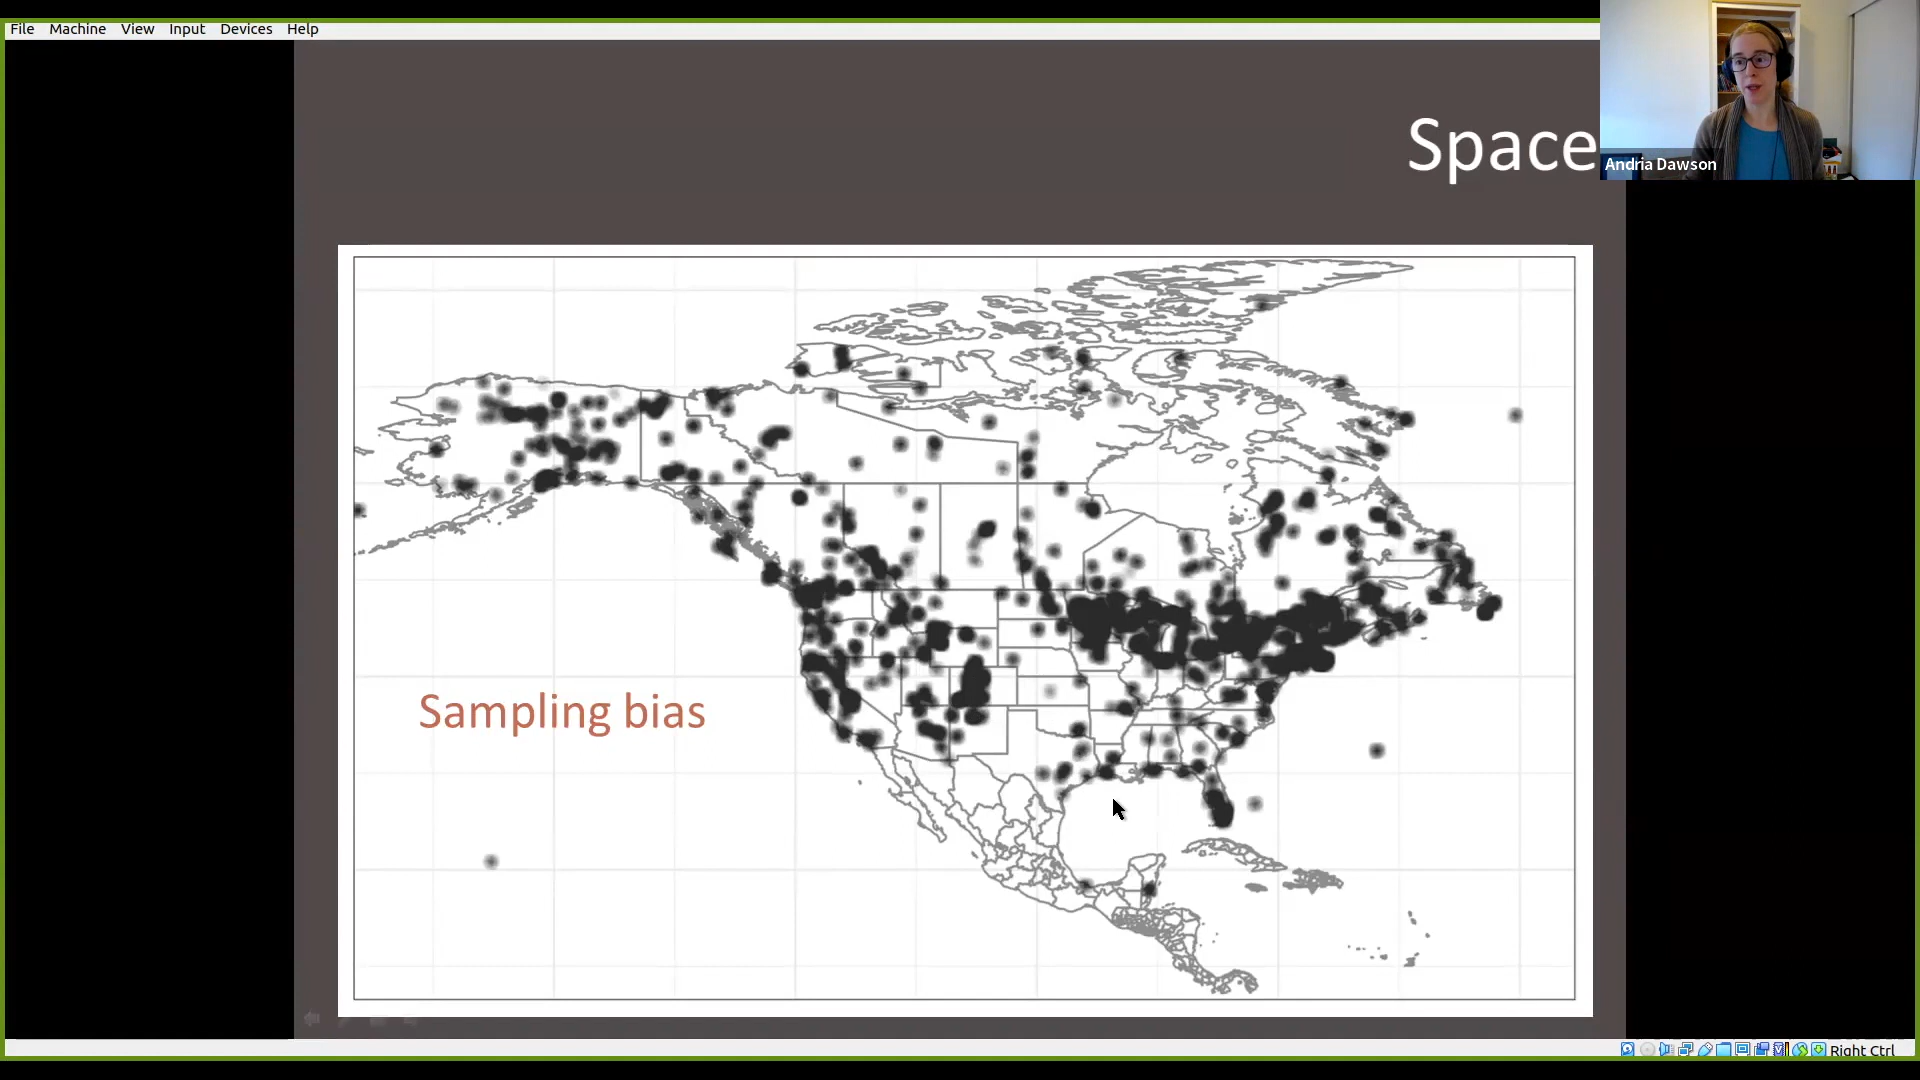 File Machine View Input Devices Help
Space
Andria Dawson
Sampling bias
Right Ctrl